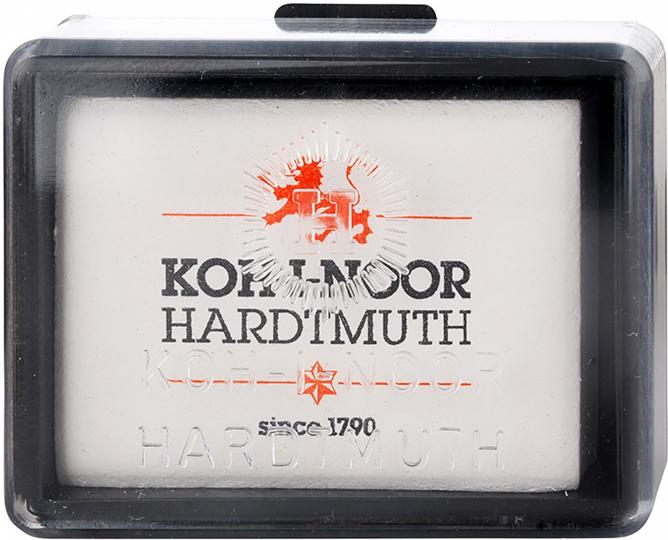 H
KOH-I-NOOR
HARDTMUTH
KOH-I-NOOR
since 1790
HARDTMUTH